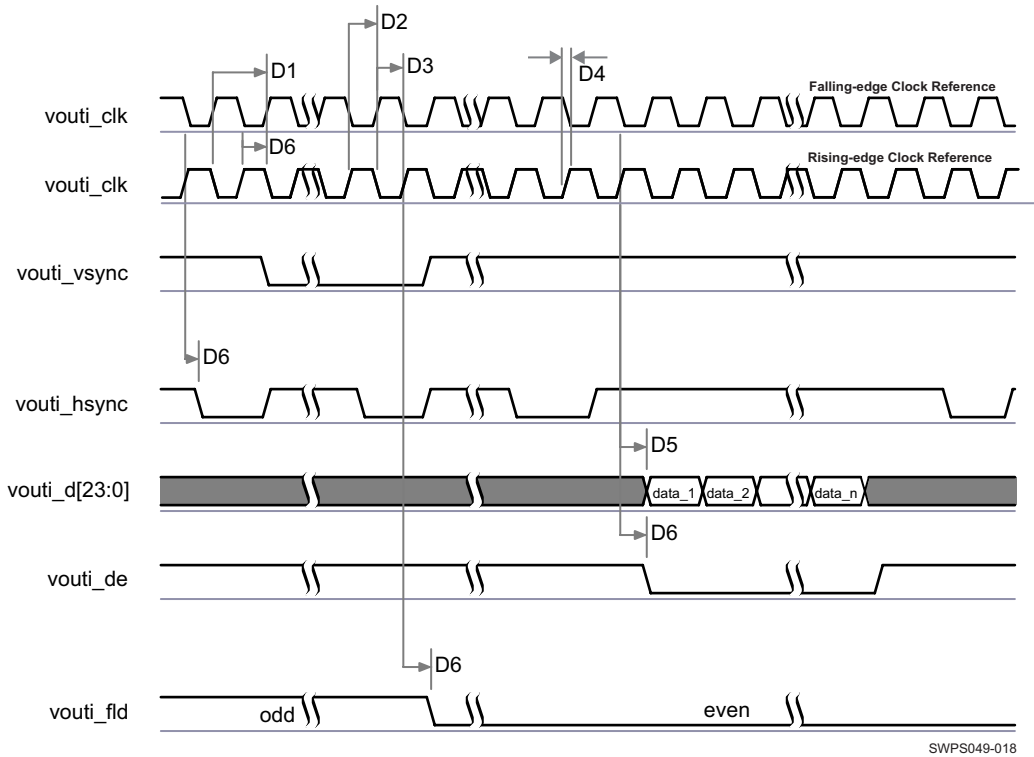 D2
D1
D3
D4
Falling-edge Clock Reference
vouti_clk
D6
Rising-edge Clock Reference
vouti_clk
vouti_vsync
D6
vouti_hsync
D5
vouti_d[23:0]
data_1 data_2 data_n
D6
vouti_de
D6
vouti_fld
odd
even
SWPS049-018